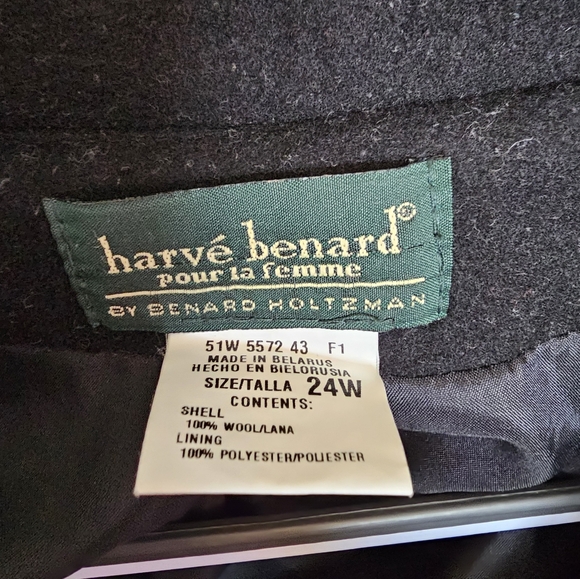 harvé benard®
pour la femme
BY BENARD HOLTZMAN
51W 5572 43 F1
MADE IN BELARUS
HECHO EN BIELORUSIA
SIZE/TALLA 24W
CONTENTS:
SHELL
100% WOOL/LANA
LINING
100% POLYESTER/POLIESTER